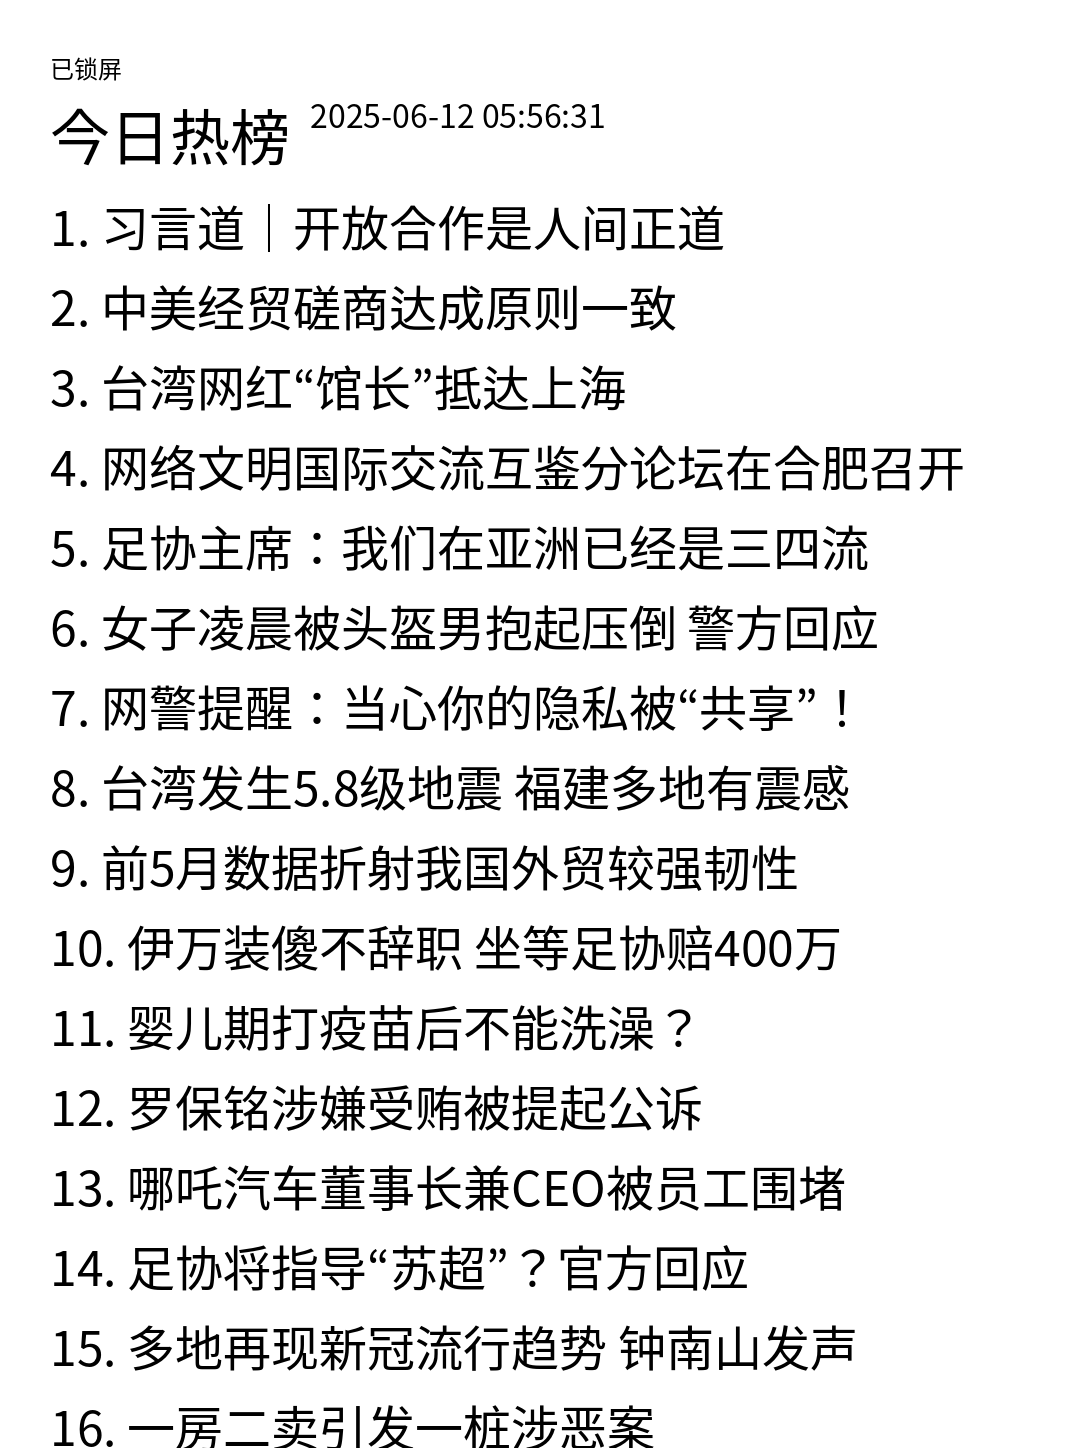 已锁屏
今日热榜 2025-06-12 05:56:31
1. 习言道｜开放合作是人间正道
2. 中美经贸磋商达成原则一致
3. 台湾网红“馆长”抵达上海
4. 网络文明国际交流互鉴分论坛在合肥召开
5. 足协主席：我们在亚洲已经是三四流
6. 女子凌晨被头盔男抱起压倒 警方回应
7. 网警提醒：当心你的隐私被“共享”！
8. 台湾发生5.8级地震 福建多地有震感
9. 前5月数据折射我国外贸较强韧性
10. 伊万装傻不辞职 坐等足协赔400万
11. 婴儿期打疫苗后不能洗澡？
12. 罗保铭涉嫌受贿被提起公诉
13. 哪吒汽车董事长兼CEO被员工围堵
14. 足协将指导“苏超”？官方回应
15. 多地再现新冠流行趋势 钟南山发声
16. 一房二卖引发一桩涉恶案